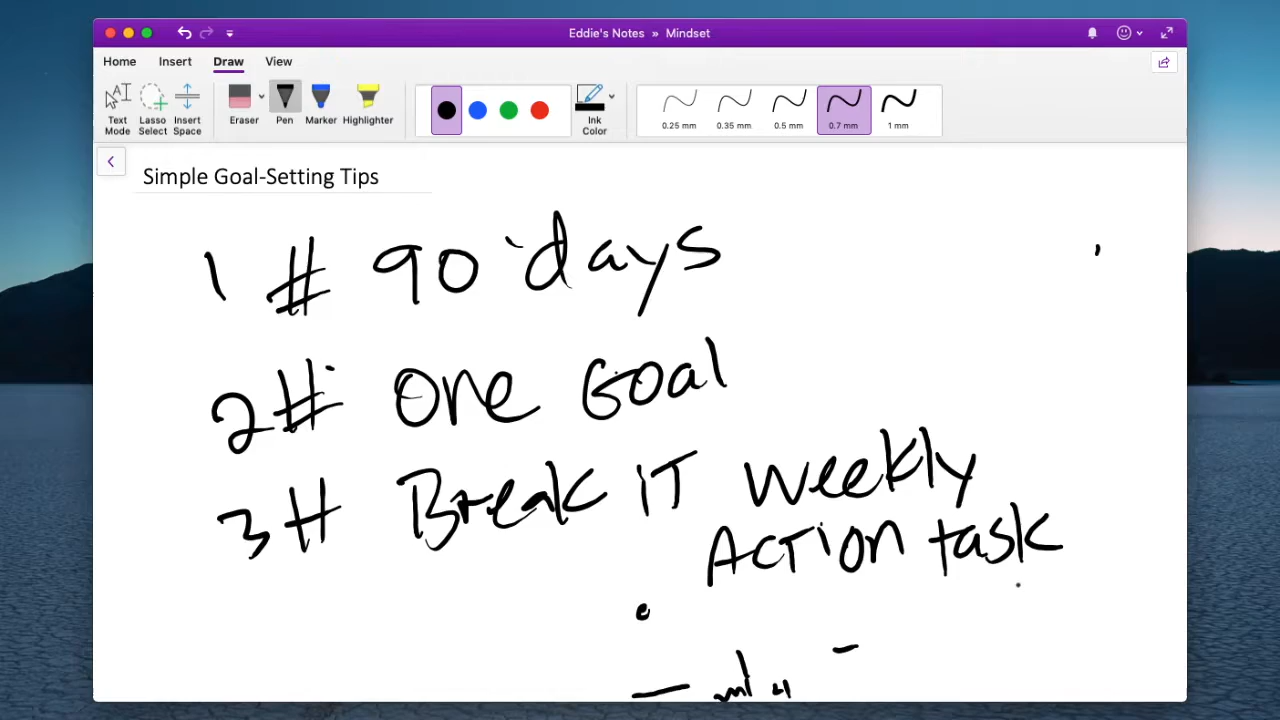 Eddie's Notes » Mindset
Home Insert Draw View
Text Mode
Lasso Select
Insert Space
Eraser
Pen
Marker
Highlighter
Ink Color
0.25 mm
0.35 mm
0.5 mm
0.7 mm
1 mm
Simple Goal-Setting Tips
1 # 90 days
2 # One Goal
3 # Break iT weekly
ACTion task